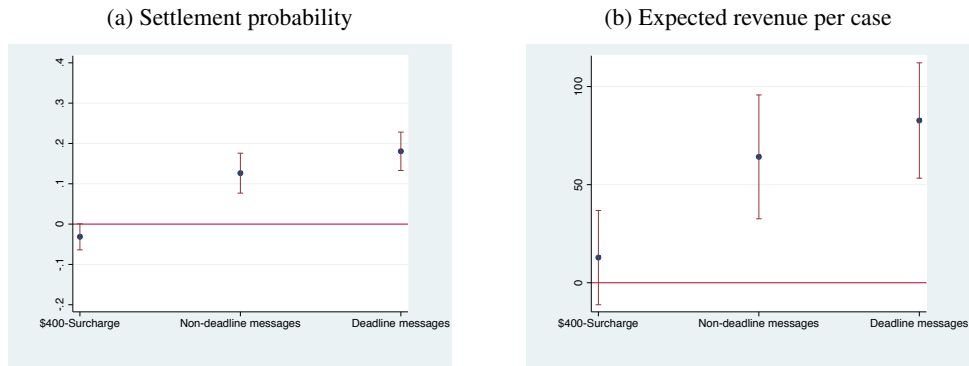 (a) Settlement probability
.4
.3
.2
.1
0
-.1
-.2
$400-Surcharge Non-deadline messages Deadline messages
(b) Expected revenue per case
100
50
0
$400-Surcharge Non-deadline messages Deadline messages